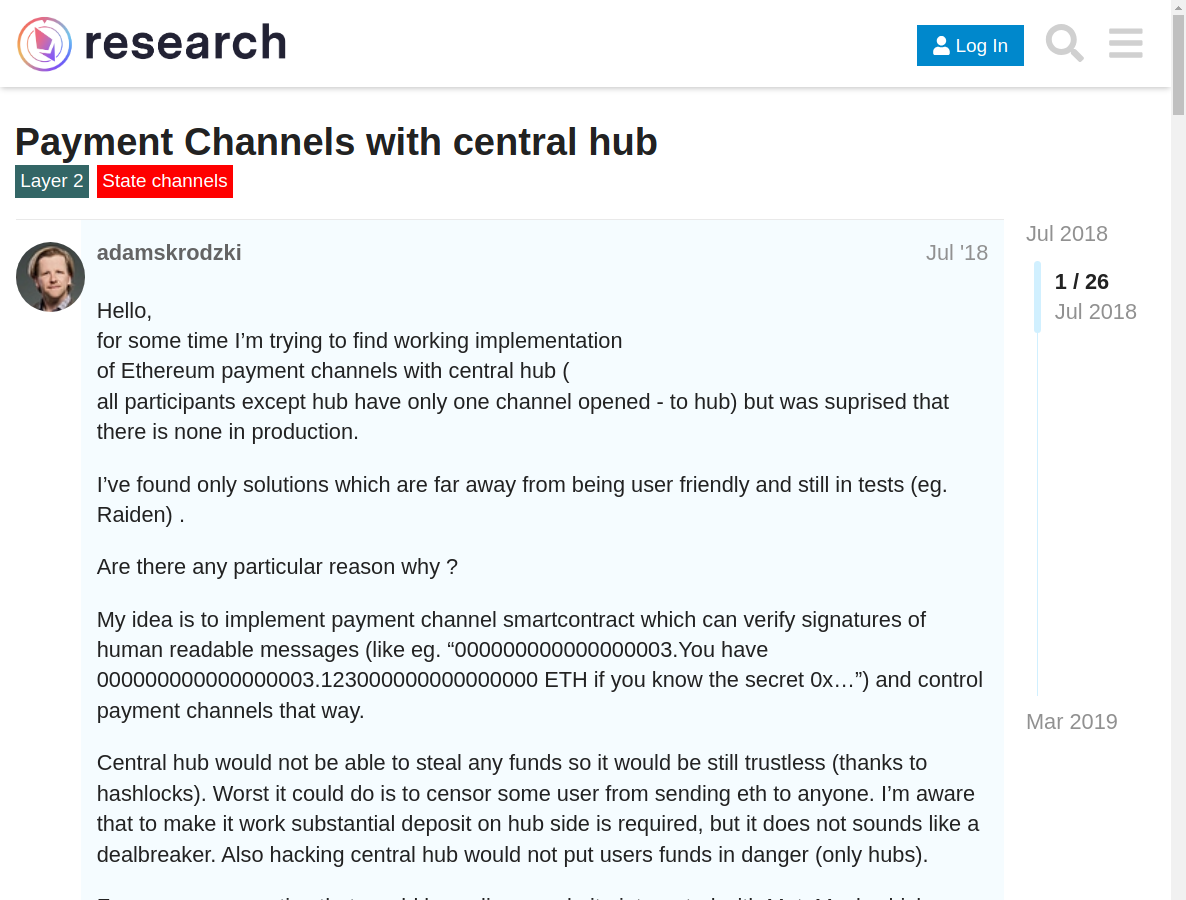 research
Log In
Payment Channels with central hub
Layer 2 State channels
adamskrodzki
Jul '18
Jul 2018
1 / 26
Jul 2018
Hello,
for some time I’m trying to find working implementation
of Ethereum payment channels with central hub (
all participants except hub have only one channel opened - to hub) but was suprised that
there is none in production.
I’ve found only solutions which are far away from being user friendly and still in tests (eg.
Raiden) .
Are there any particular reason why ?
My idea is to implement payment channel smartcontract which can verify signatures of
human readable messages (like eg. “000000000000000003.You have
000000000000000003.123000000000000000 ETH if you know the secret 0x…”) and control
payment channels that way.
Mar 2019
Central hub would not be able to steal any funds so it would be still trustless (thanks to
hashlocks). Worst it could do is to censor some user from sending eth to anyone. I’m aware
that to make it work substantial deposit on hub side is required, but it does not sounds like a
dealbreaker. Also hacking central hub would not put users funds in danger (only hubs).